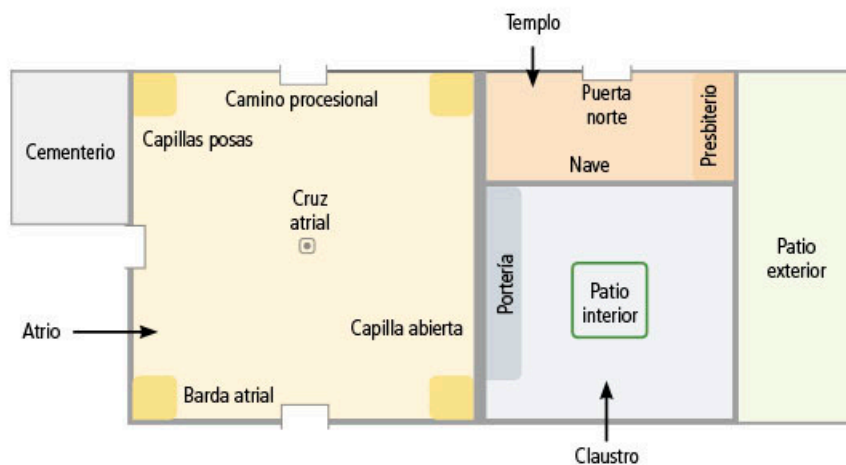 Templo
Camino procesional
Puerta
norte
Presbiterio
Cementerio
Capillas posas
Nave
Cruz
atrial
Patio
exterior
Portería
Patio
interior
Atrio
Capilla abierta
Barda atrial
Claustro